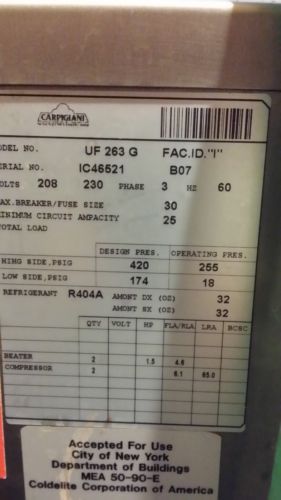 CARPIGIANI
ODEL NO. UF 263 G FAC.ID."I"
ERIAL NO. IC46521 B07
OLTS 208 230 PHASE 3 HZ 60
AX.BREAKER/FUSE SIZE 30
INIMUM CIRCUIT AMPACITY 25
TOTAL LOAD
DESIGN PRES. OPERATING PRES.
HING SIDE,PSIG 420 255
LOW SIDE,PSIG 174 18
REFRIGERANT R404A AMONT DX (OZ) 32
AMONT SX (OZ) 32
QTY VOLT HP FLA/RLA LRA BCSC
BEATER 2 1.5 4.6
COMPRESSOR 2 6.1 65.0
Accepted For Use
City of New York
Department of Buildings
MEA 50-90-E
Coldelite Corporation of America